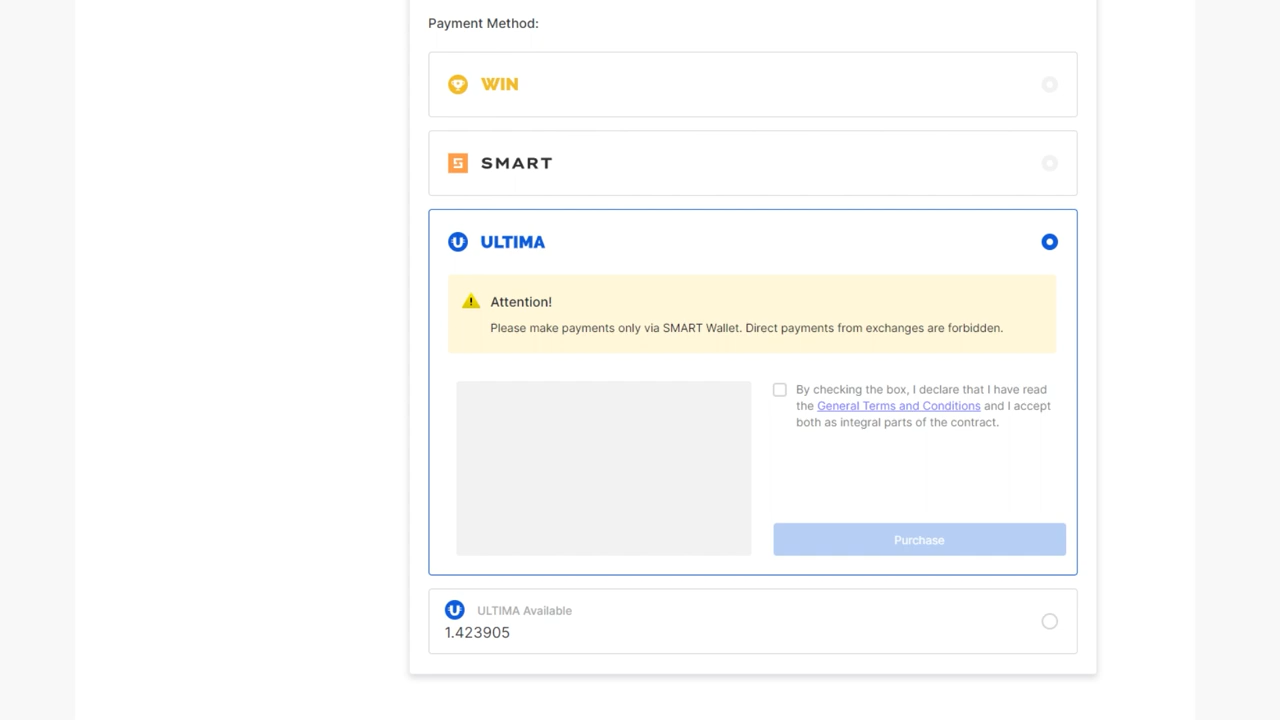 Payment Method:
WIN
SMART
ULTIMA
Attention!
Please make payments only via SMART Wallet. Direct payments from exchanges are forbidden.
By checking the box, I declare that I have read
the General Terms and Conditions and I accept
both as integral parts of the contract.
Purchase
ULTIMA Available
1.423905